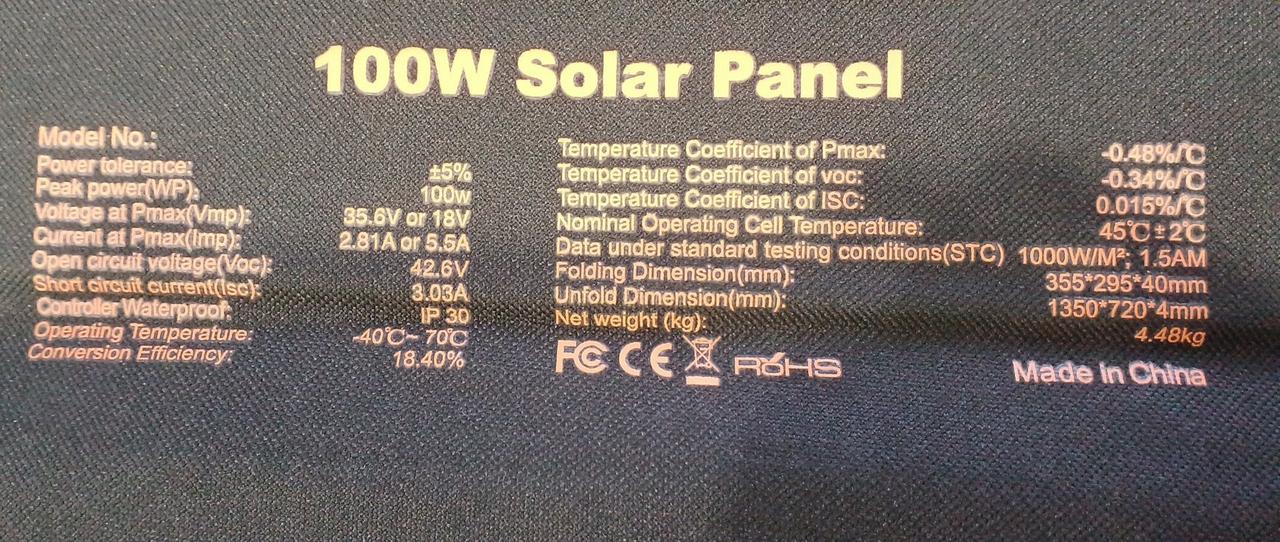 100W Solar Panel
Model No.:
Power tolerance: ±5%
Peak power(WP): 100w
Voltage at Pmax(Vmp): 35.6V or 18V
Current at Pmax(Imp): 2.81A or 5.5A
Open circuit voltage(Voc): 42.6V
Short circuit current(Isc): 3.03A
Controller Waterproof: IP 30
Operating Temperature: -40℃~ 70℃
Conversion Efficiency: 18.40%
Temperature Coefficient of Pmax: -0.48%/℃
Temperature Coefficient of voc: -0.34%/℃
Temperature Coefficient of ISC: 0.015%/℃
Nominal Operating Cell Temperature: 45℃±2℃
Data under standard testing conditions(STC) 1000W/M²; 1.5AM
Folding Dimension(mm): 355*295*40mm
Unfold Dimension(mm): 1350*720*4mm
Net weight (kg): 4.48kg
FC CE RoHS
Made in China